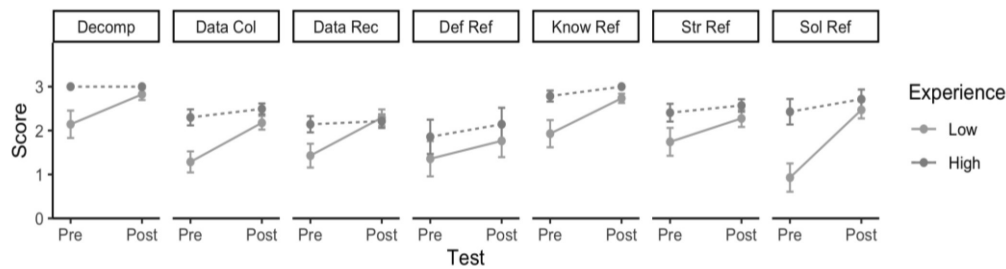 Decomp Data Col Data Rec Def Ref Know Ref Str Ref Sol Ref
3
2
1
0
Score
Pre Post Pre Post Pre Post Pre Post Pre Post Pre Post Pre Post
Test
Experience
Low
High